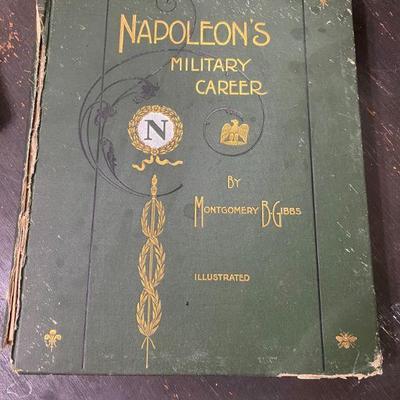 NAPOLEON'S
MILITARY
CAREER
N
BY
MONTGOMERY B. GIBBS
ILLUSTRATED